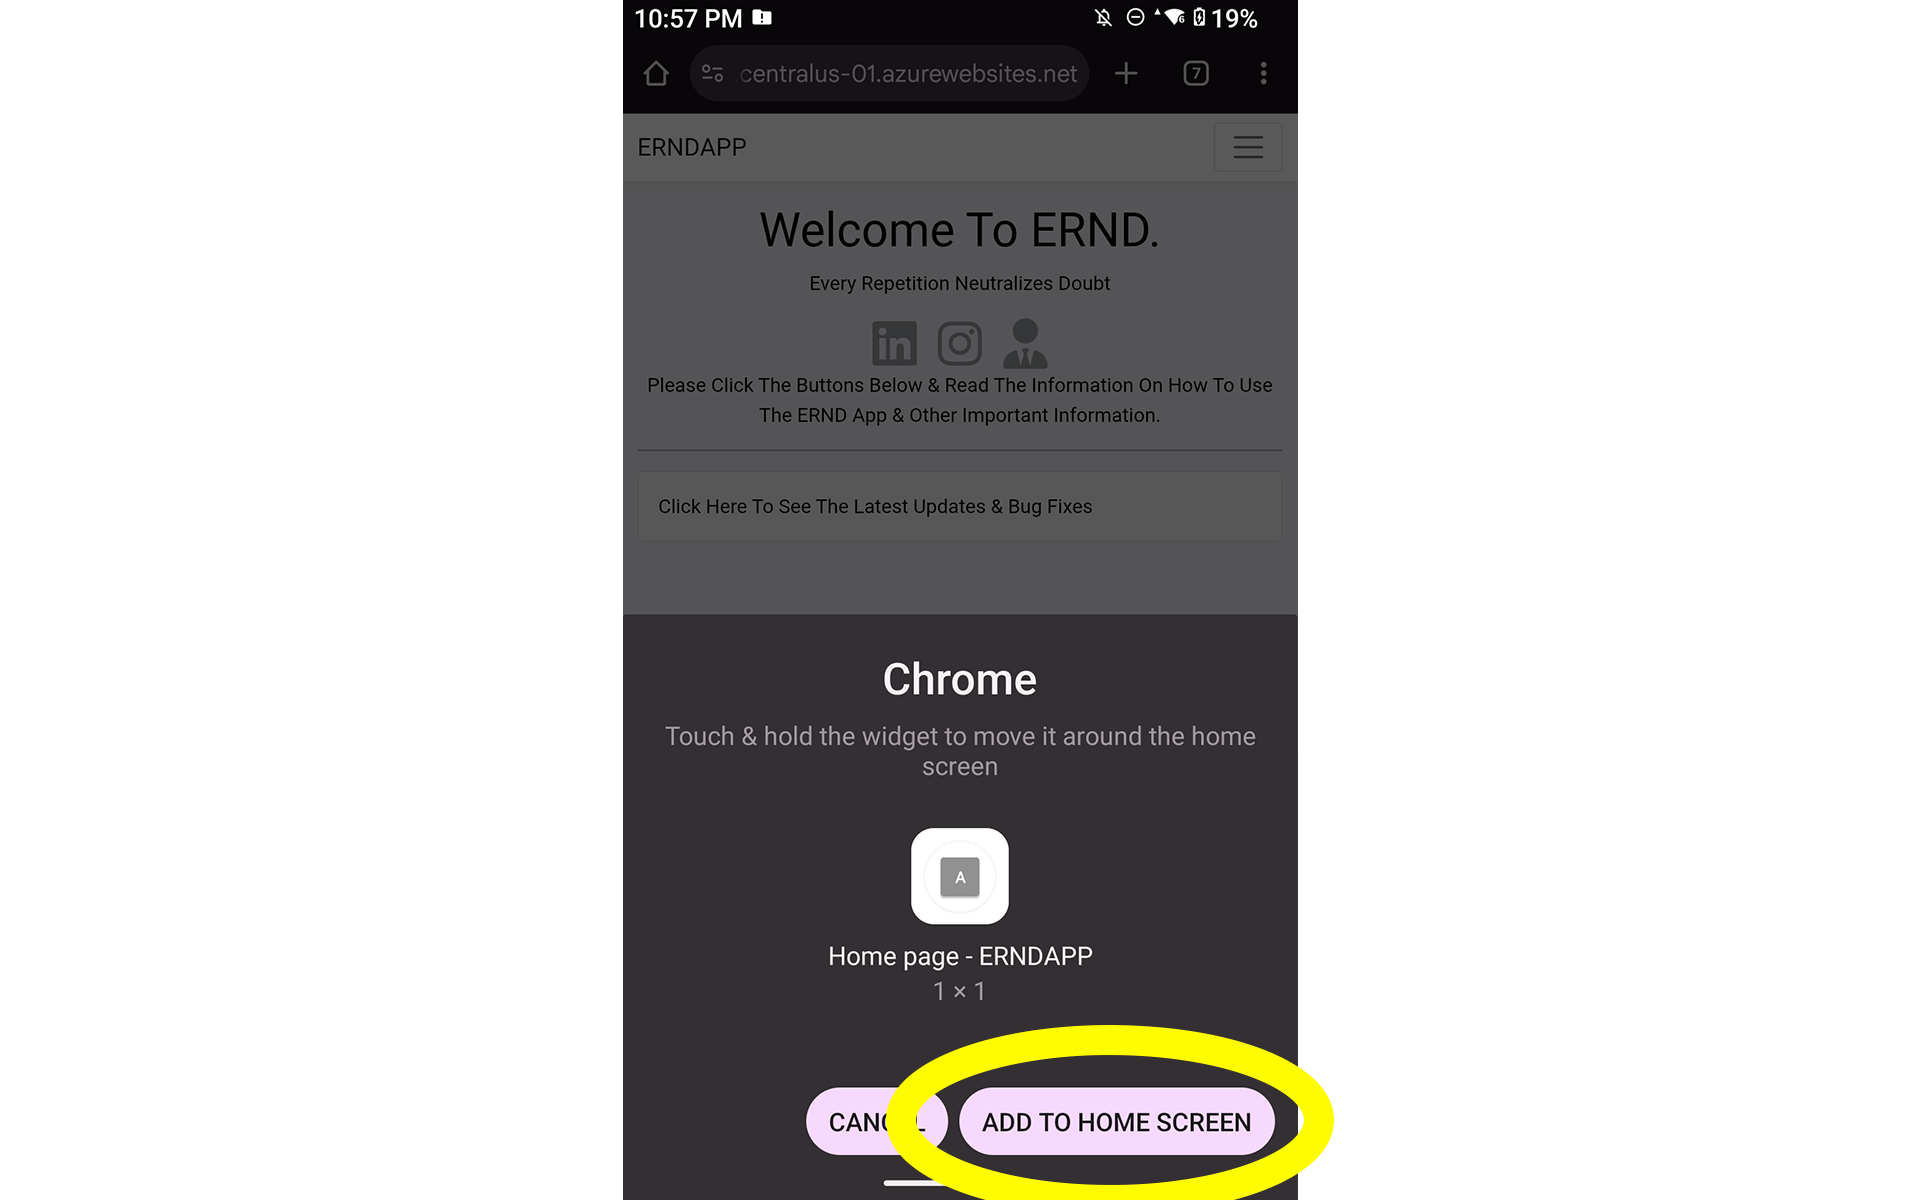 10:57 PM 19%
centralus-01.azurewebsites.net 7
ERNDAPP
Welcome To ERND.
Every Repetition Neutralizes Doubt
in
Please Click The Buttons Below & Read The Information On How To Use
The ERND App & Other Important Information.
Click Here To See The Latest Updates & Bug Fixes
Chrome
Touch & hold the widget to move it around the home
screen
A
Home page - ERNDAPP
1 × 1
CANCEL ADD TO HOME SCREEN